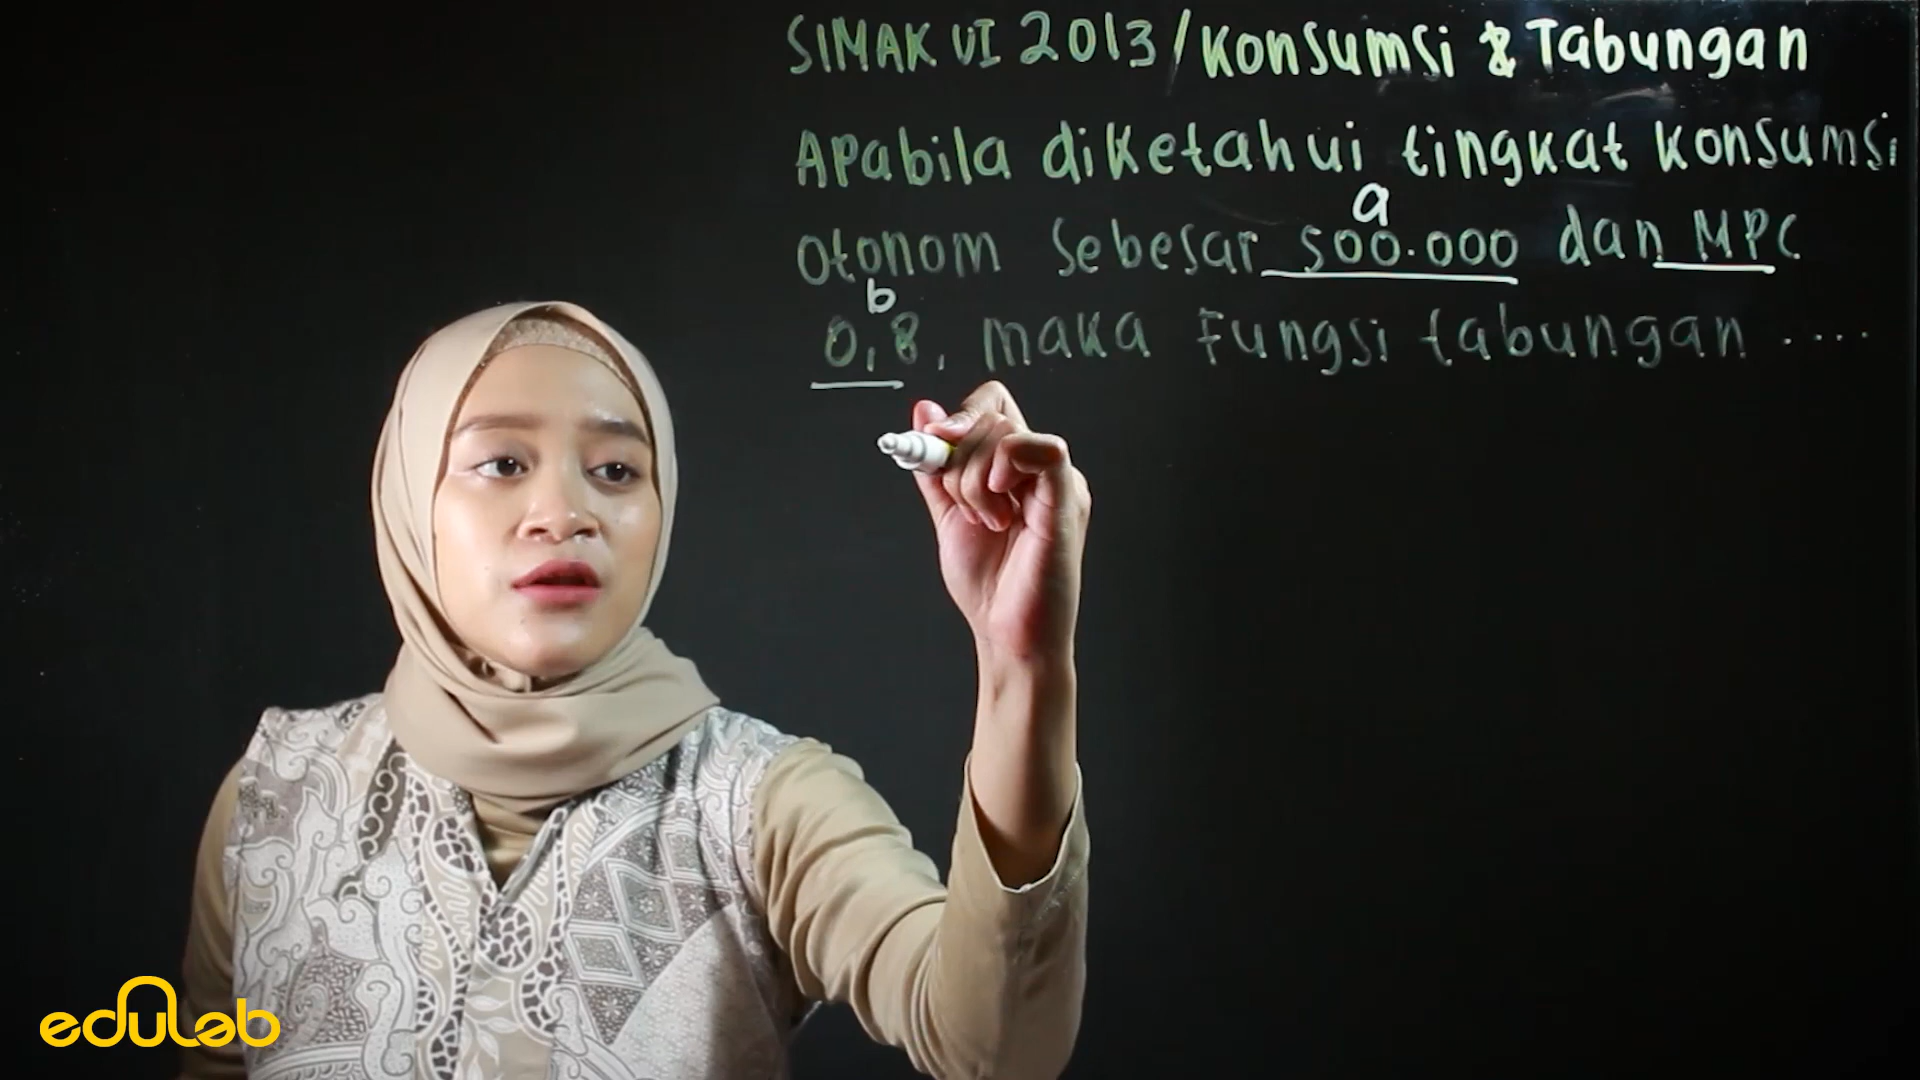 SIMAK UI 2013/Konsumsi & Tabungan
Apabila diketahui tingkat konsumsi
a
otonom sebesar 500.000 dan MPC
b
0,8, maka Fungsi tabungan ....
edulab